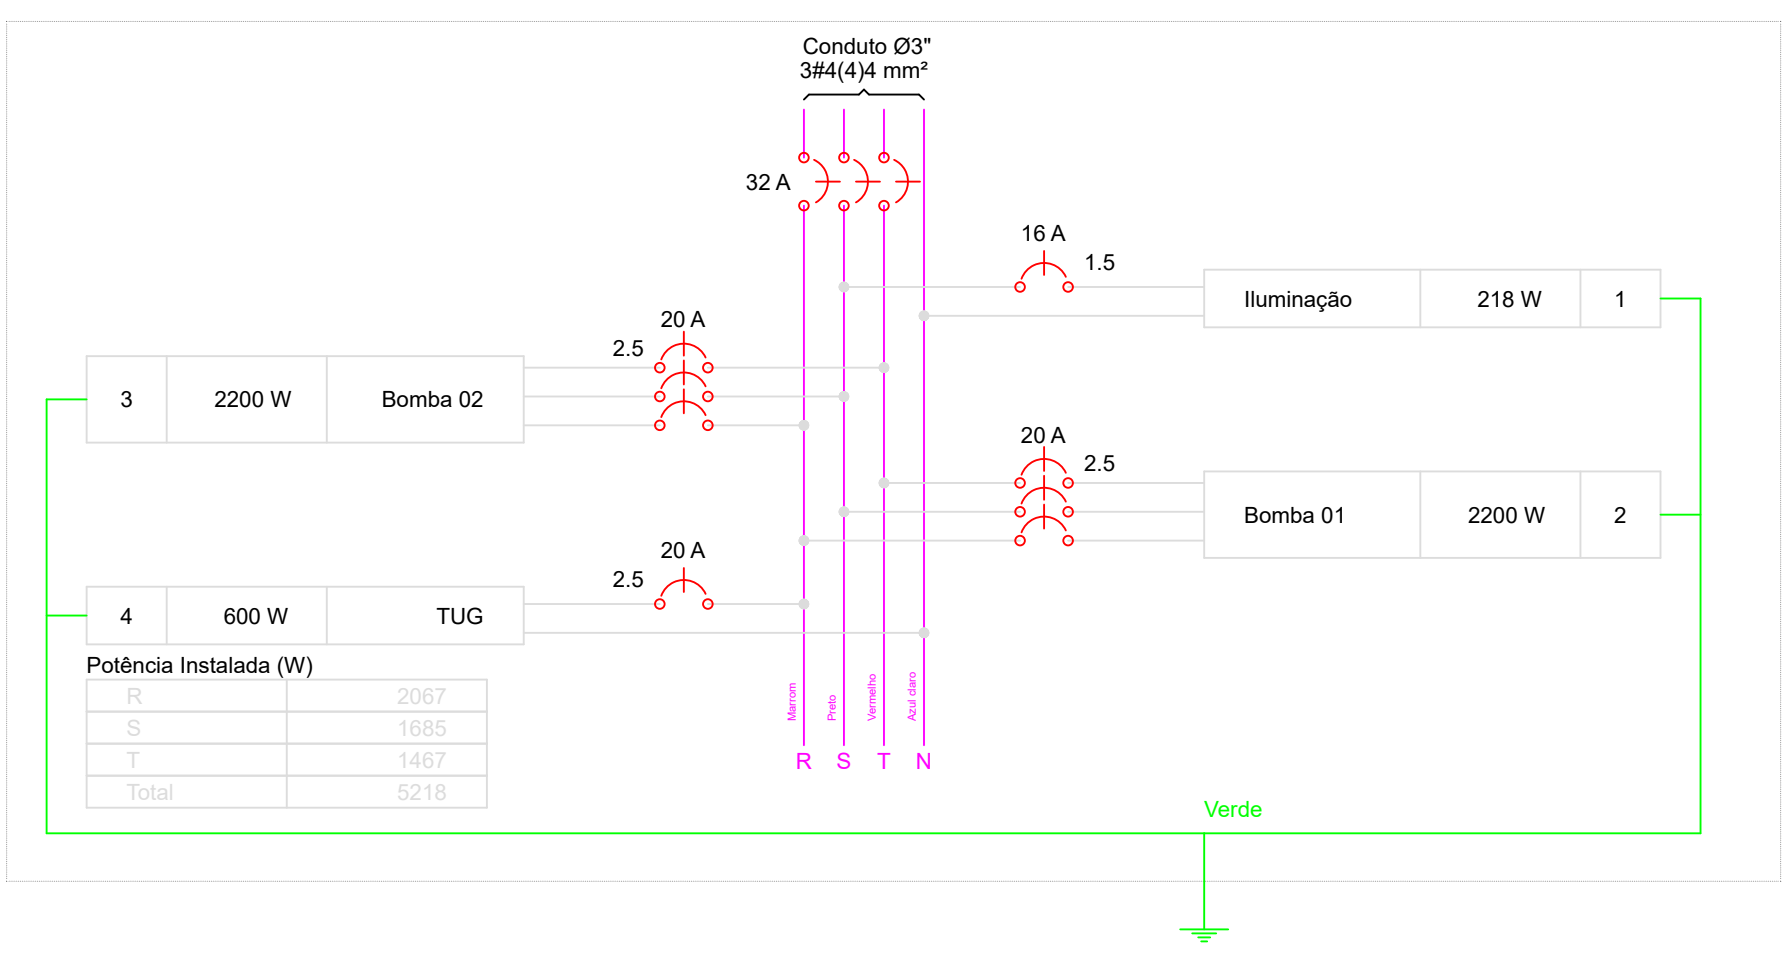 Conduto Ø3"
3#4(4)4 mm²
32 A
16 A
1.5
Iluminação 218 W 1
20 A
2.5
3 2200 W Bomba 02
20 A
2.5
Bomba 01 2200 W 2
20 A
2.5
4 600 W TUG
Potência Instalada (W)
R 2067
S 1685
T 1467
Total 5218
Marrom
Preto
Vermelho
Azul claro
R S T N
Verde